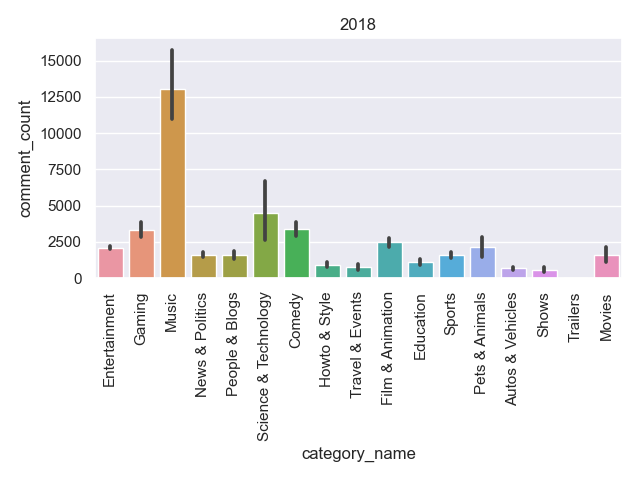 2018
comment_count
15000
12500
10000
7500
5000
2500
0
Entertainment
Gaming
Music
News & Politics
People & Blogs
Science & Technology
Comedy
Howto & Style
Travel & Events
Film & Animation
Education
Sports
Pets & Animals
Autos & Vehicles
Shows
Trailers
Movies
category_name